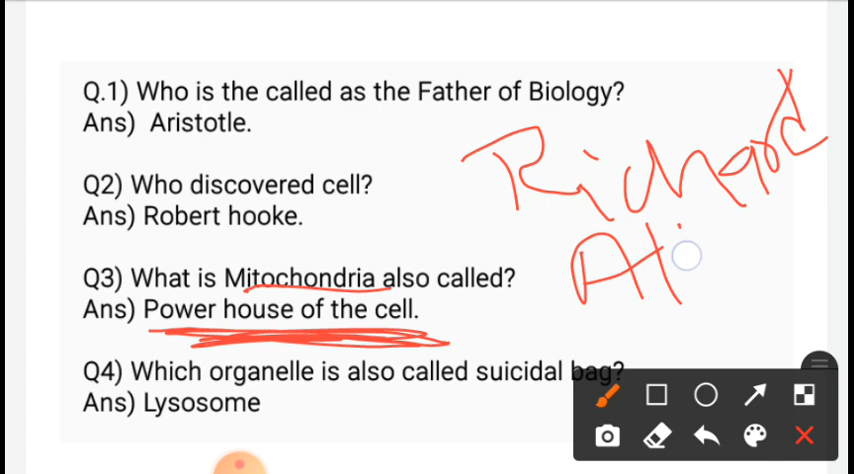 Q.1) Who is the called as the Father of Biology?
Ans) Aristotle.
Q2) Who discovered cell?
Ans) Robert hooke.
Q3) What is Mitochondria also called?
Ans) Power house of the cell.
Q4) Which organelle is also called suicidal bag?
Ans) Lysosome
Richard